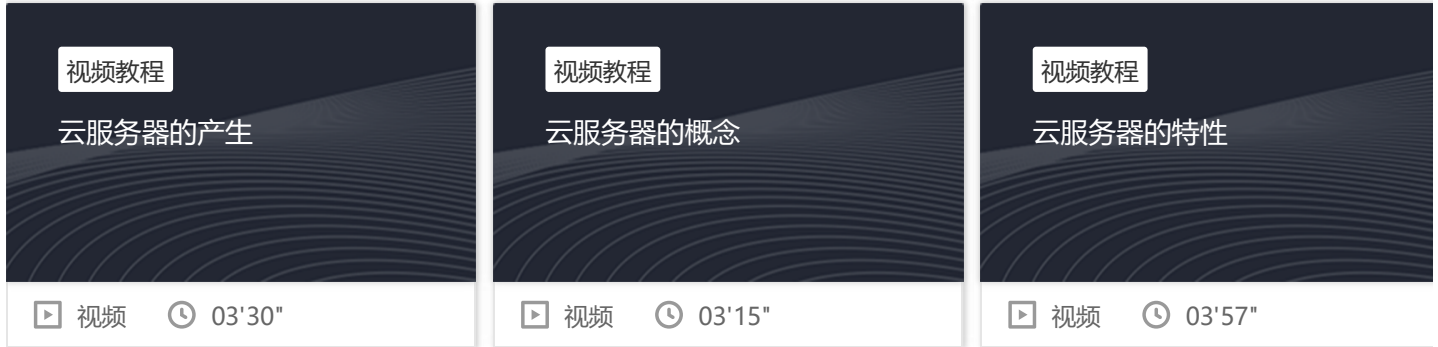 视频教程
云服务器的产生
视频 03'30"
视频教程
云服务器的概念
视频 03'15"
视频教程
云服务器的特性
视频 03'57"